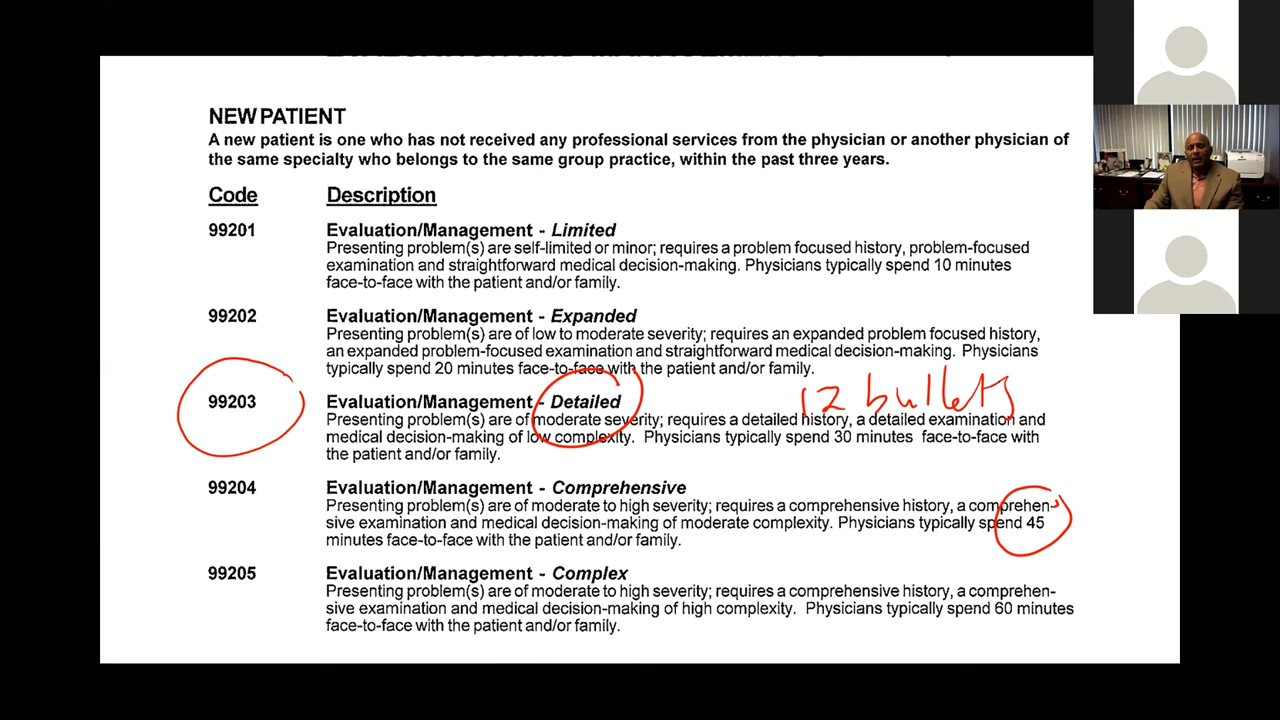 NEW PATIENT
A new patient is one who has not received any professional services from the physician or another physician of
the same specialty who belongs to the same group practice, within the past three years.
Code Description
99201 Evaluation/Management - Limited
Presenting problem(s) are self-limited or minor; requires a problem focused history, problem-focused
examination and straightforward medical decision-making. Physicians typically spend 10 minutes
face-to-face with the patient and/or family.
99202 Evaluation/Management - Expanded
Presenting problem(s) are of low to moderate severity; requires an expanded problem focused history,
an expanded problem-focused examination and straightforward medical decision-making. Physicians
typically spend 20 minutes face-to-face with the patient and/or family.
12 bullets
99203 Evaluation/Management - Detailed
Presenting problem(s) are of moderate severity; requires a detailed history, a detailed examination and
medical decision-making of low complexity. Physicians typically spend 30 minutes face-to-face with
the patient and/or family.
99204 Evaluation/Management - Comprehensive
Presenting problem(s) are of moderate to high severity; requires a comprehensive history, a comprehen-
sive examination and medical decision-making of moderate complexity. Physicians typically spend 45
minutes face-to-face with the patient and/or family.
99205 Evaluation/Management - Complex
Presenting problem(s) are of moderate to high severity; requires a comprehensive history, a comprehen-
sive examination and medical decision-making of high complexity. Physicians typically spend 60 minutes
face-to-face with the patient and/or family.